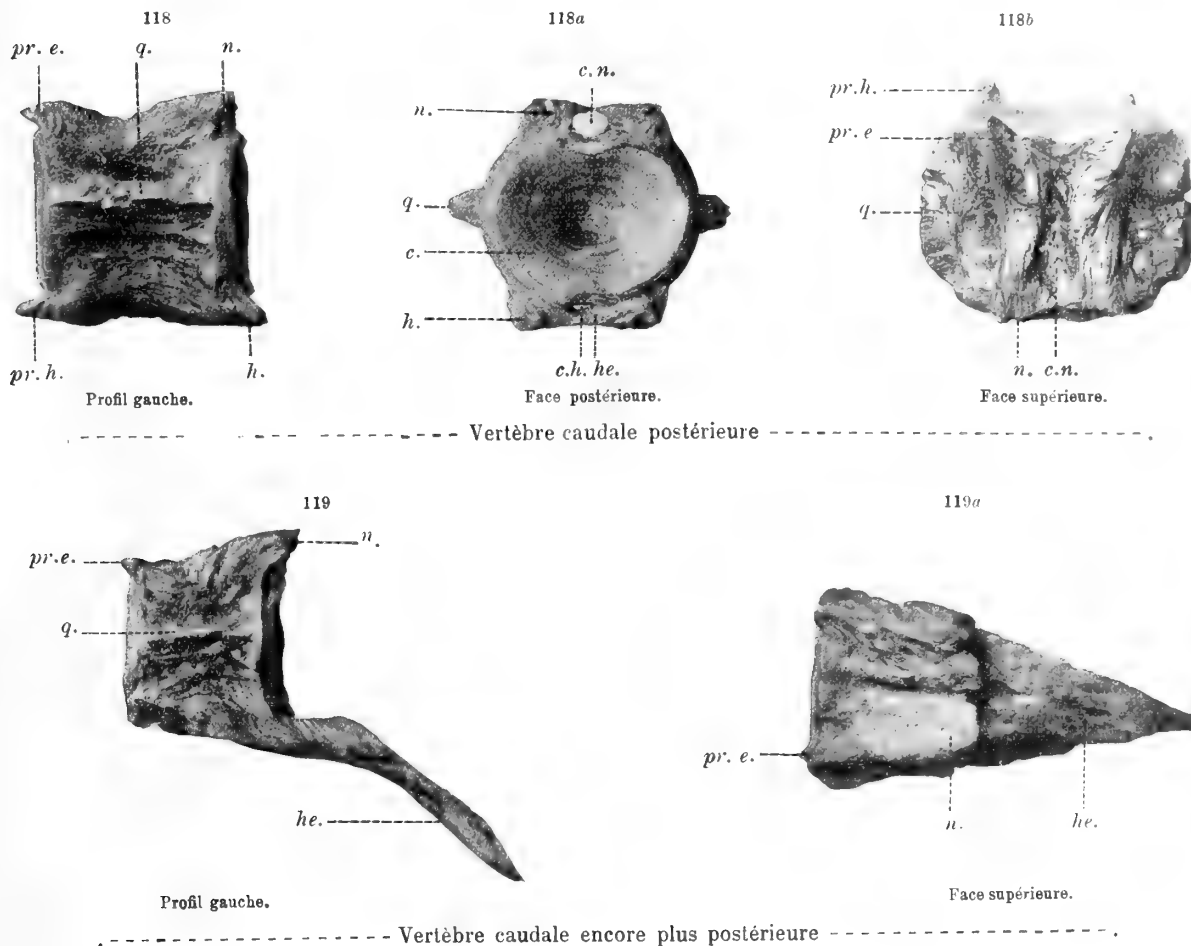 118
118a
118b
pr. e.
q.
n.
c.n.
n.
pr.h.
pr. e
q.
q.
c.
h.
pr. h.
h.
c.h. he.
n. c.n.
Profil gauche.
Face postérieure.
Face supérieure.
Vertèbre caudale postérieure
119
119a
pr.e.
n.
q.
pr. e.
he.
n.
he.
Profil gauche.
Face supérieure.
Vertèbre caudale encore plus postérieure